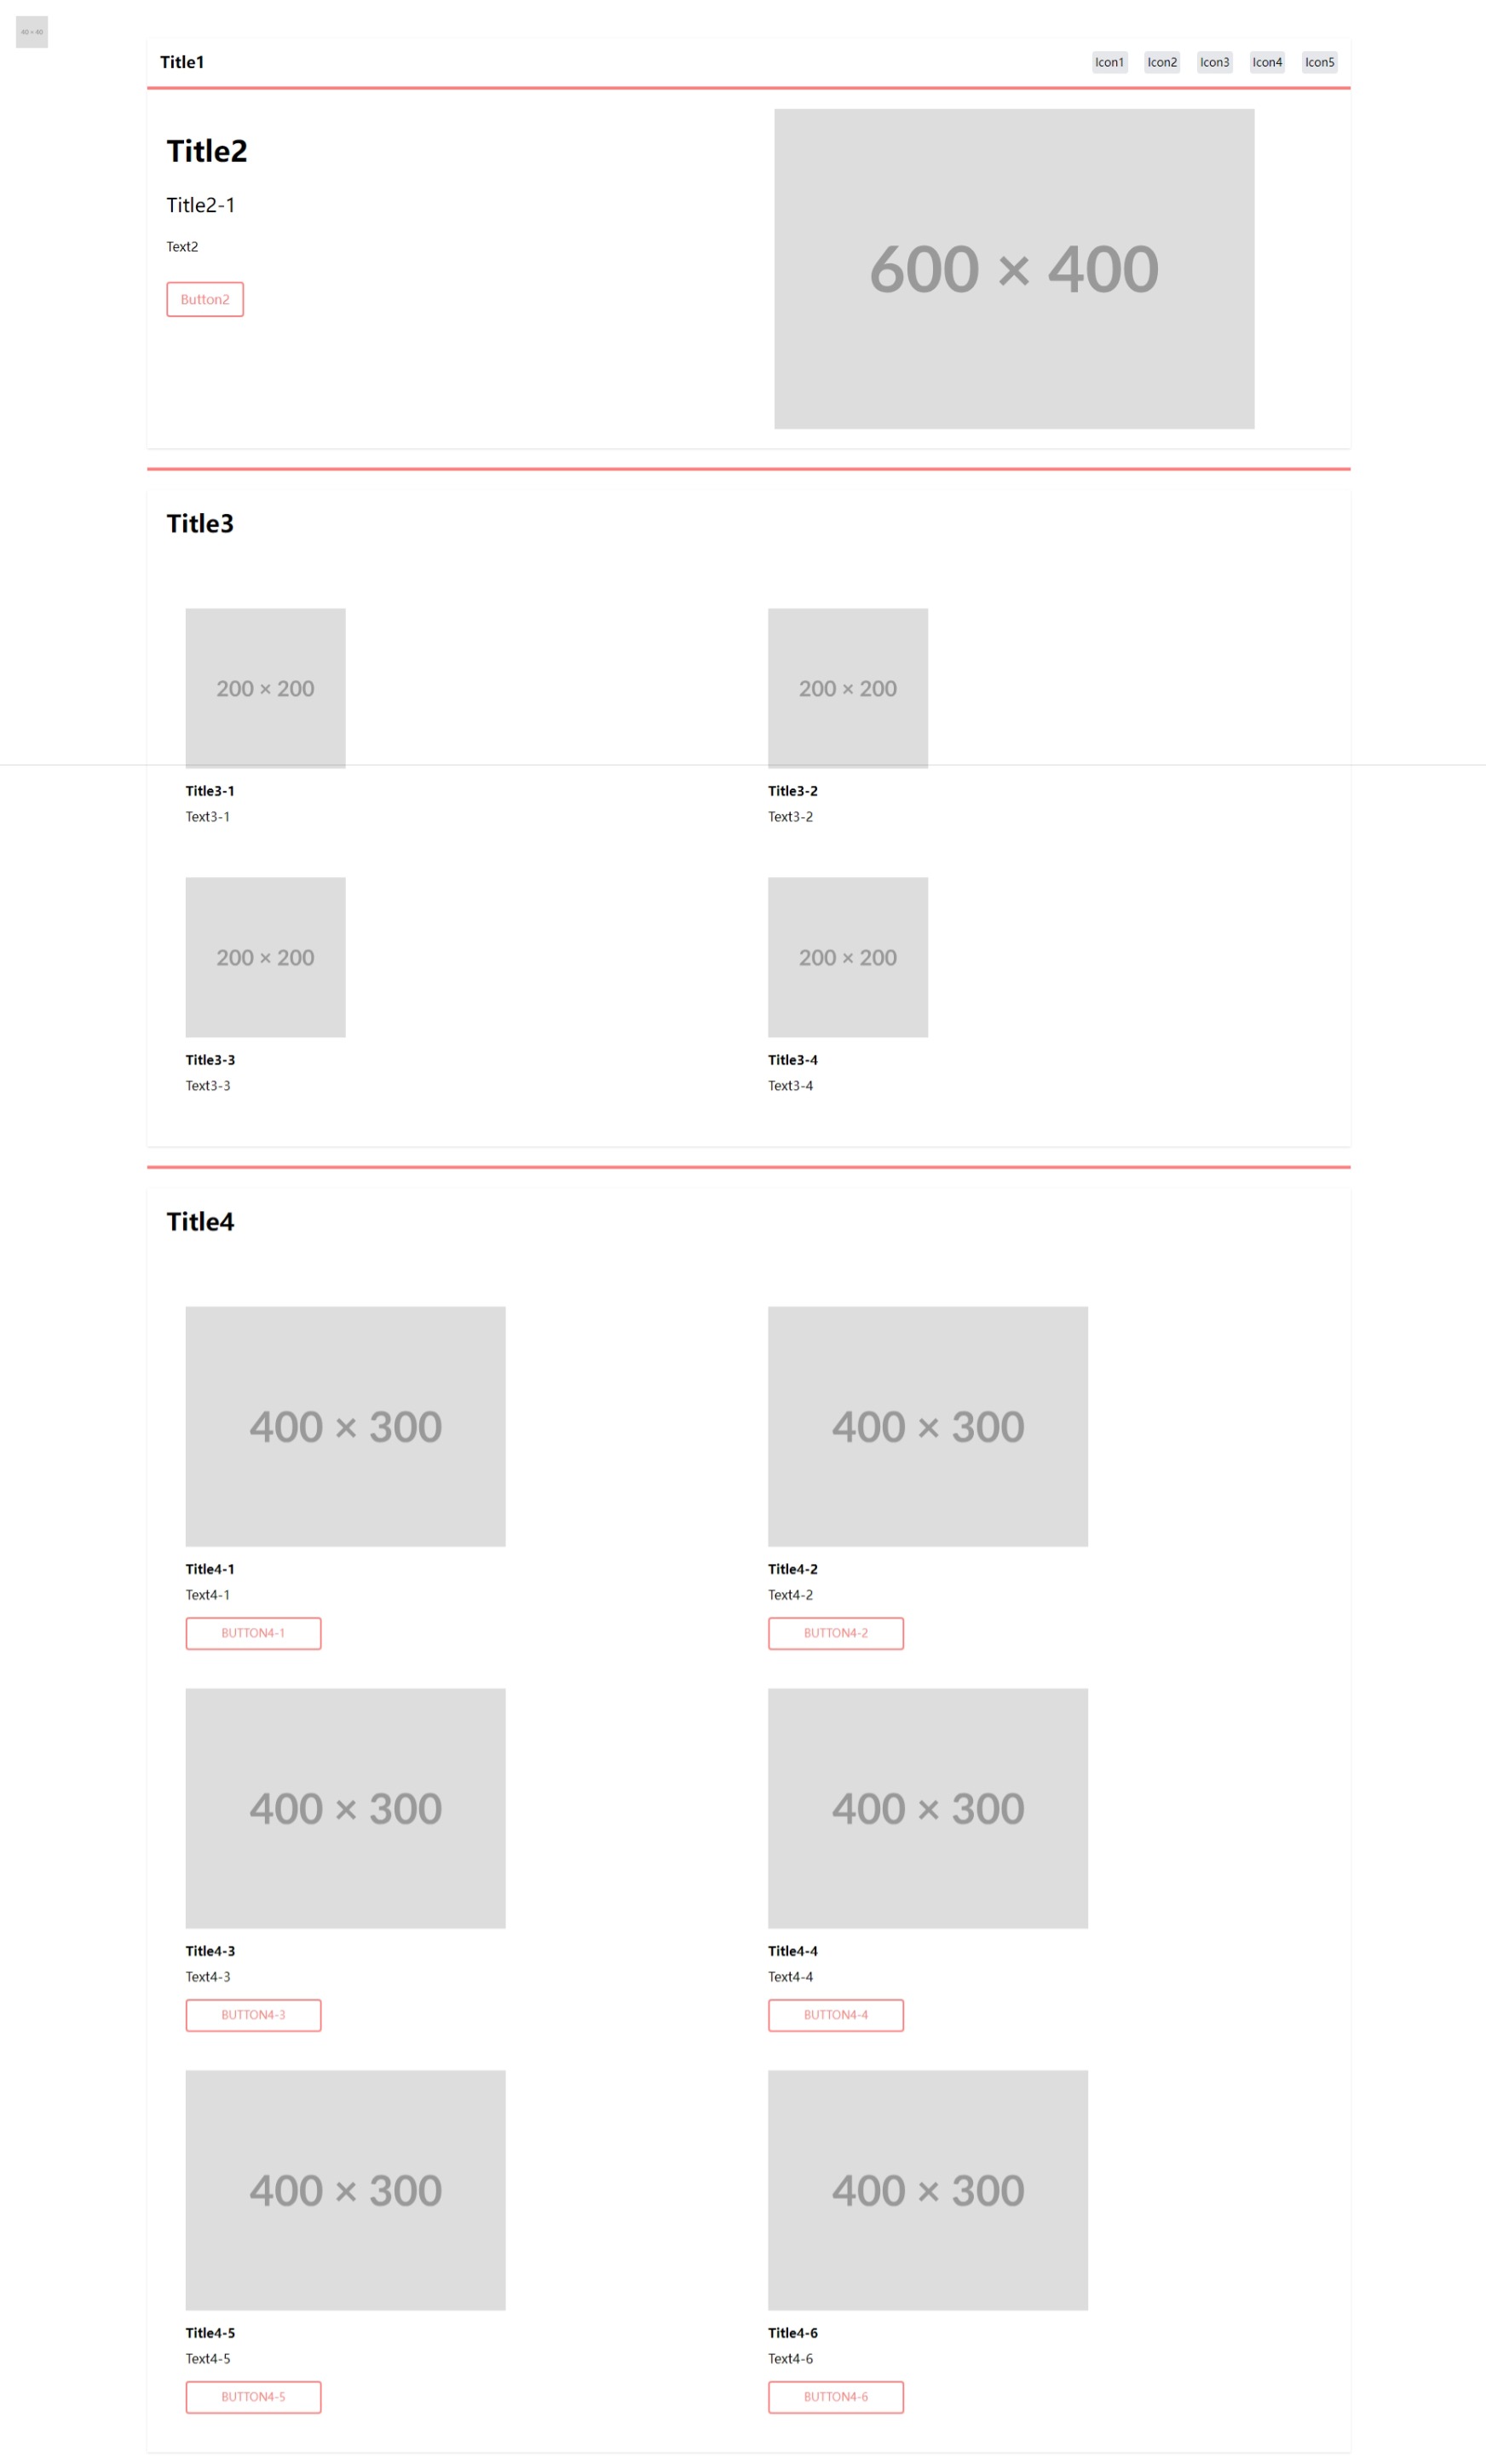 40 × 40
Title1
Icon1 Icon2 Icon3 Icon4 Icon5
Title2
Title2-1
Text2
Button2
600 × 400
Title3
200 × 200 200 × 200
Title3-1 Title3-2
Text3-1 Text3-2
200 × 200 200 × 200
Title3-3 Title3-4
Text3-3 Text3-4
Title4
400 × 300 400 × 300
Title4-1 Title4-2
Text4-1 Text4-2
BUTTON4-1 BUTTON4-2
400 × 300 400 × 300
Title4-3 Title4-4
Text4-3 Text4-4
BUTTON4-3 BUTTON4-4
400 × 300 400 × 300
Title4-5 Title4-6
Text4-5 Text4-6
BUTTON4-5 BUTTON4-6